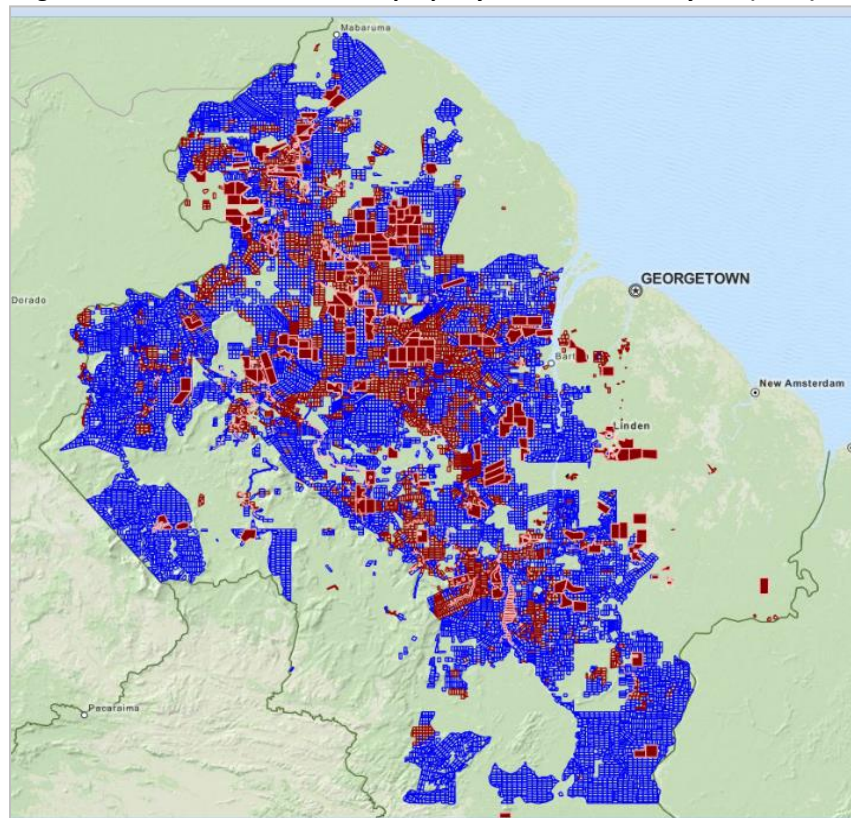 Mabaruma
GEORGETOWN
Dorado
New Amsterdam
Linden
Pacaraima